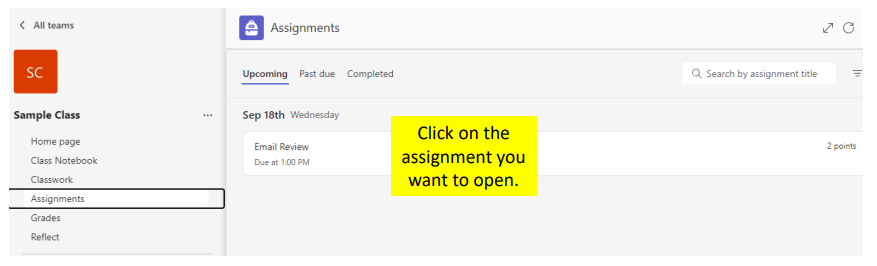 All teams
SC
Sample Class ...
Home page
Class Notebook
Classwork
Assignments
Grades
Reflect
Assignments
Upcoming Past due Completed
Search by assignment title
Sep 18th Wednesday
Email Review
Due at 1:00 PM
2 points
Click on the
assignment you
want to open.